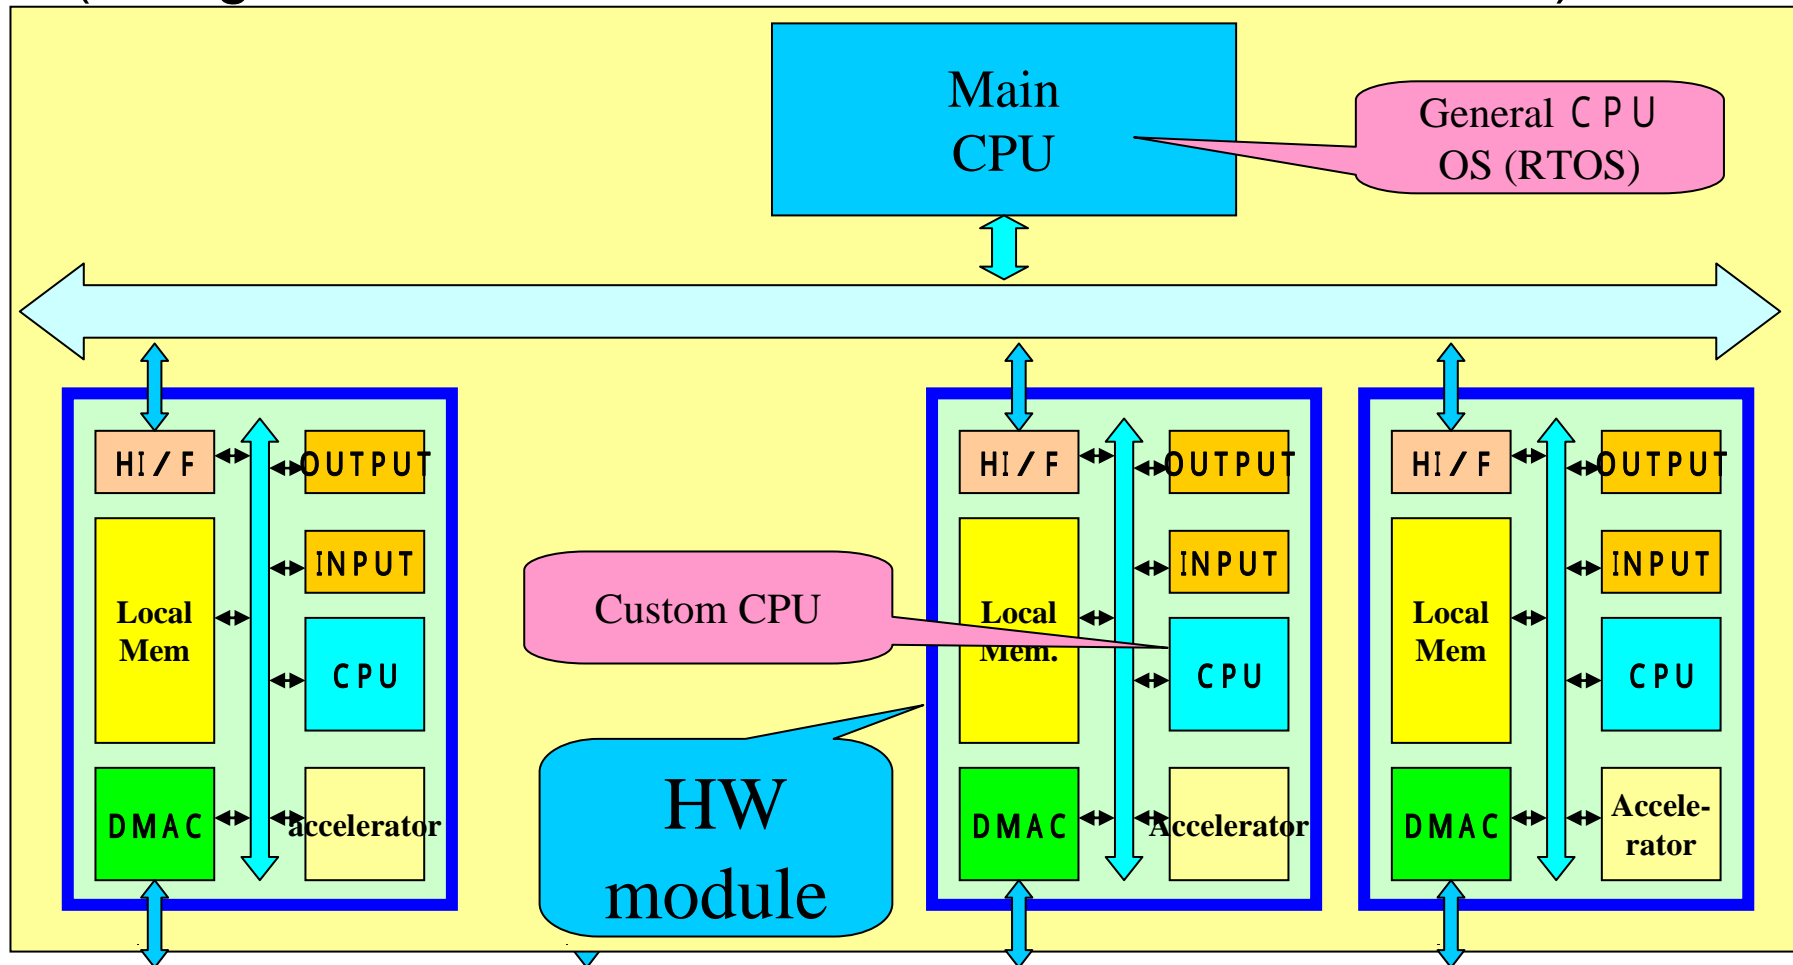 Main
CPU
General CPU
OS (RTOS)
HI/F
OUTPUT
INPUT
Local
Mem
CPU
DMAC
accelerator
Custom CPU
HW
module
HI/F
OUTPUT
INPUT
Local
Mem.
CPU
DMAC
Accelerator
HI/F
OUTPUT
INPUT
Local
Mem
CPU
DMAC
Accele-
rator